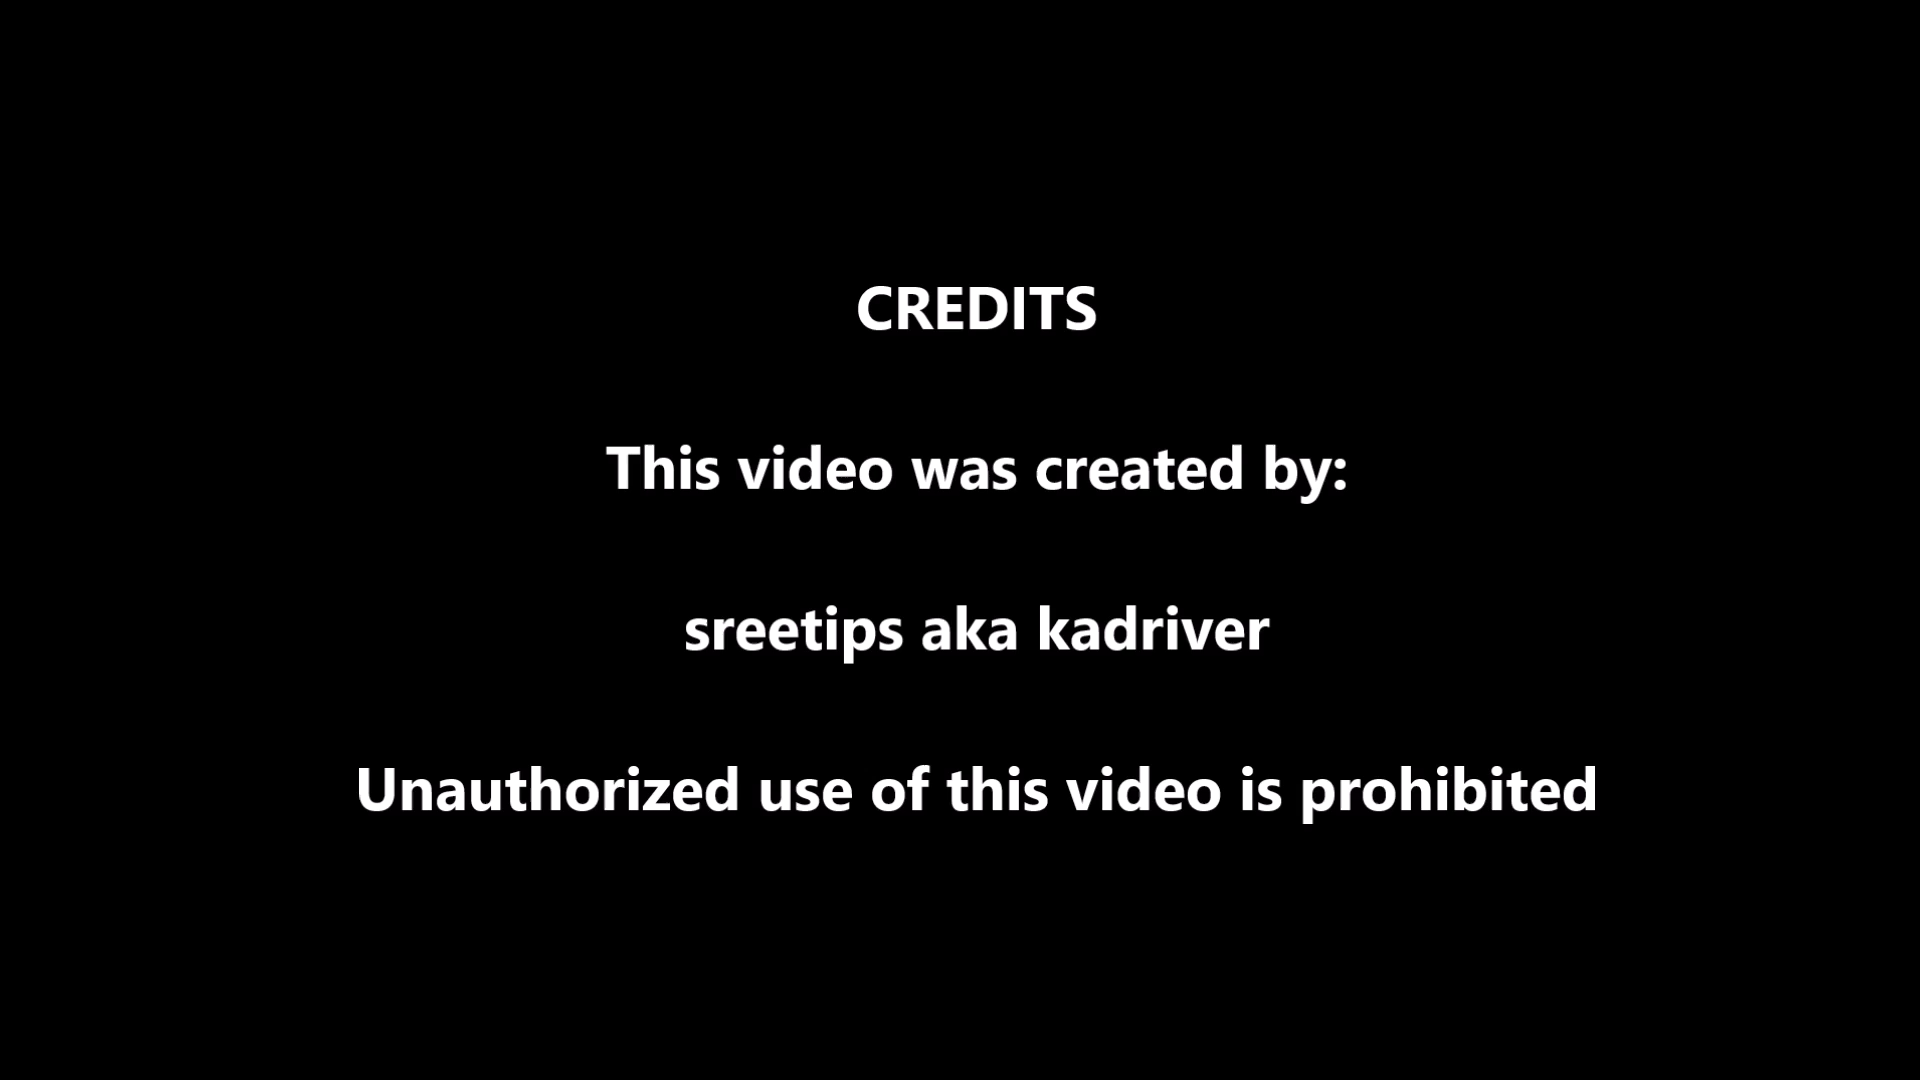 CREDITS
This video was created by:
sreetips aka kadriver
Unauthorized use of this video is prohibited